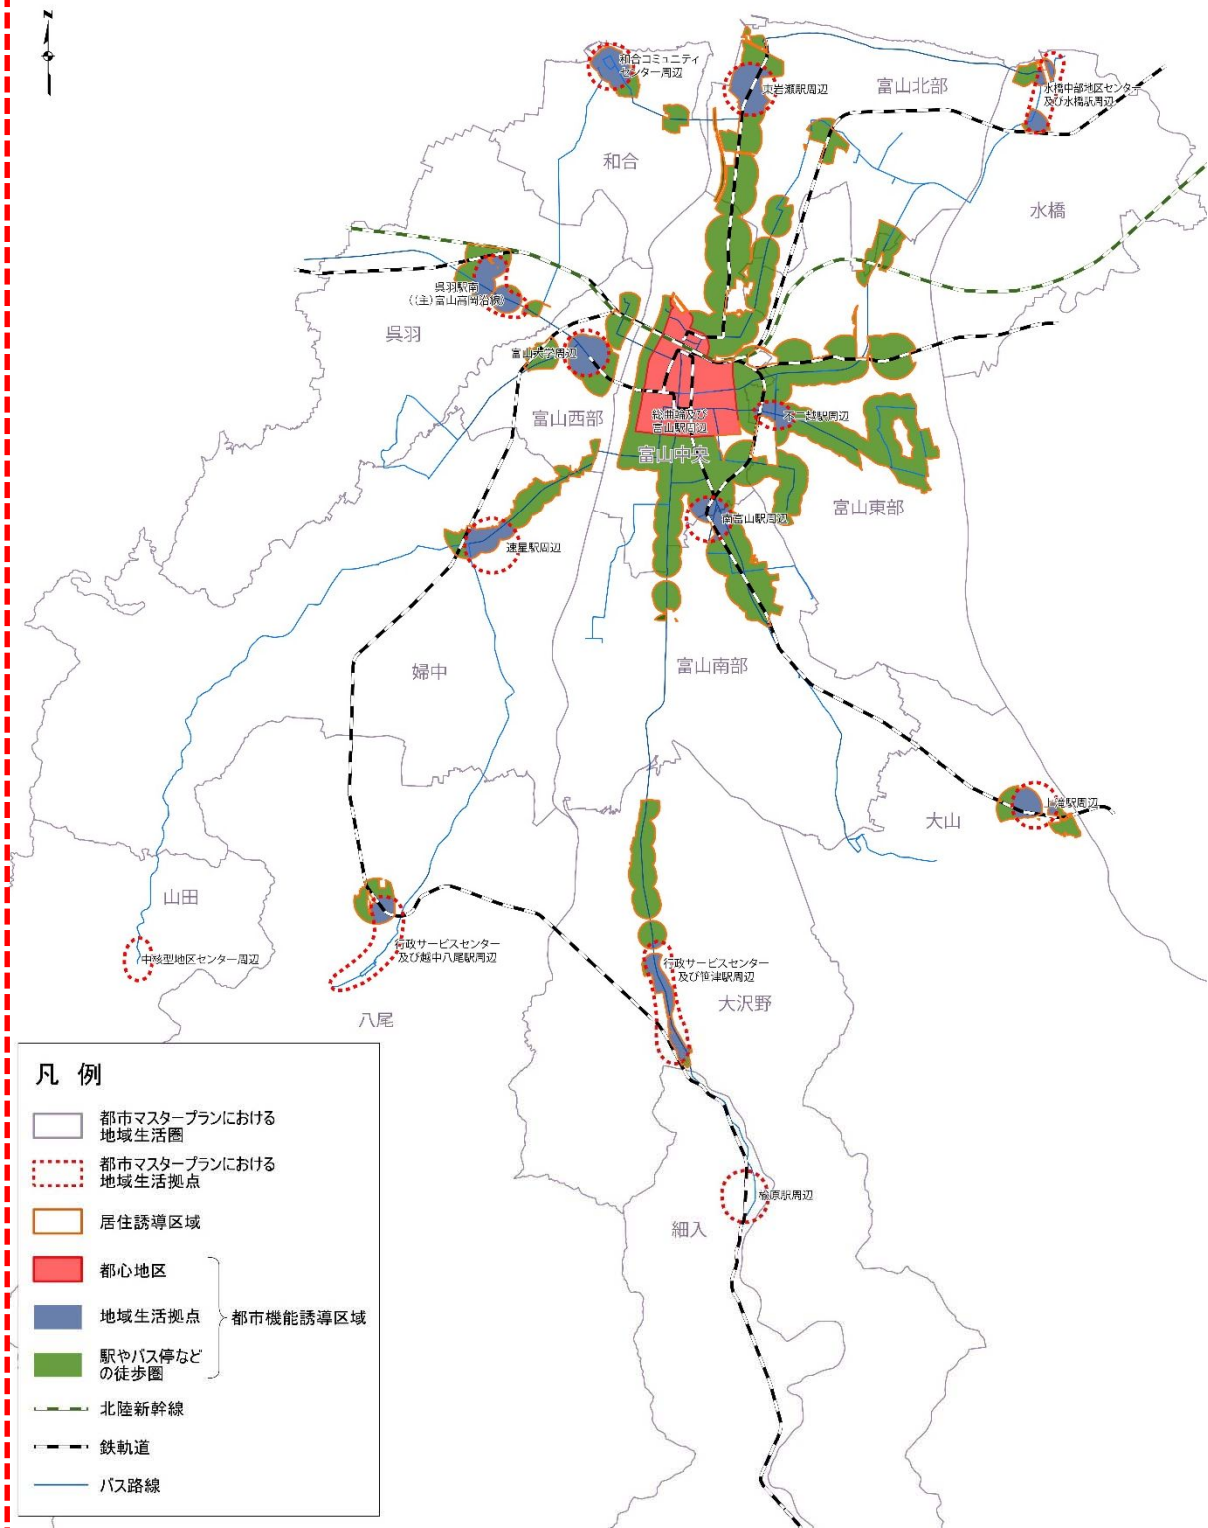 N
和合コミュニティ
センター周辺
東岩瀬駅周辺
富山北部
水橋中部地区センター
及び水橋駅周辺
和合
水橋
呉羽駅南
((主)富山高岡沿線)
呉羽
富山大学周辺
富山西部
総曲輪及び
富山駅周辺
不二越駅周辺
富山中央
富山東部
南富山駅周辺
速星駅周辺
婦中
富山南部
上滝駅周辺
大山
山田
中核型地区センター周辺
行政サービスセンター
及び越中八尾駅周辺
八尾
行政サービスセンター
及び笹津駅周辺
大沢野
楡原駅周辺
細入
凡 例
都市マスタープランにおける
地域生活圏
都市マスタープランにおける
地域生活拠点
居住誘導区域
都心地区
地域生活拠点
都市機能誘導区域
駅やバス停など
の徒歩圏
北陸新幹線
鉄軌道
バス路線